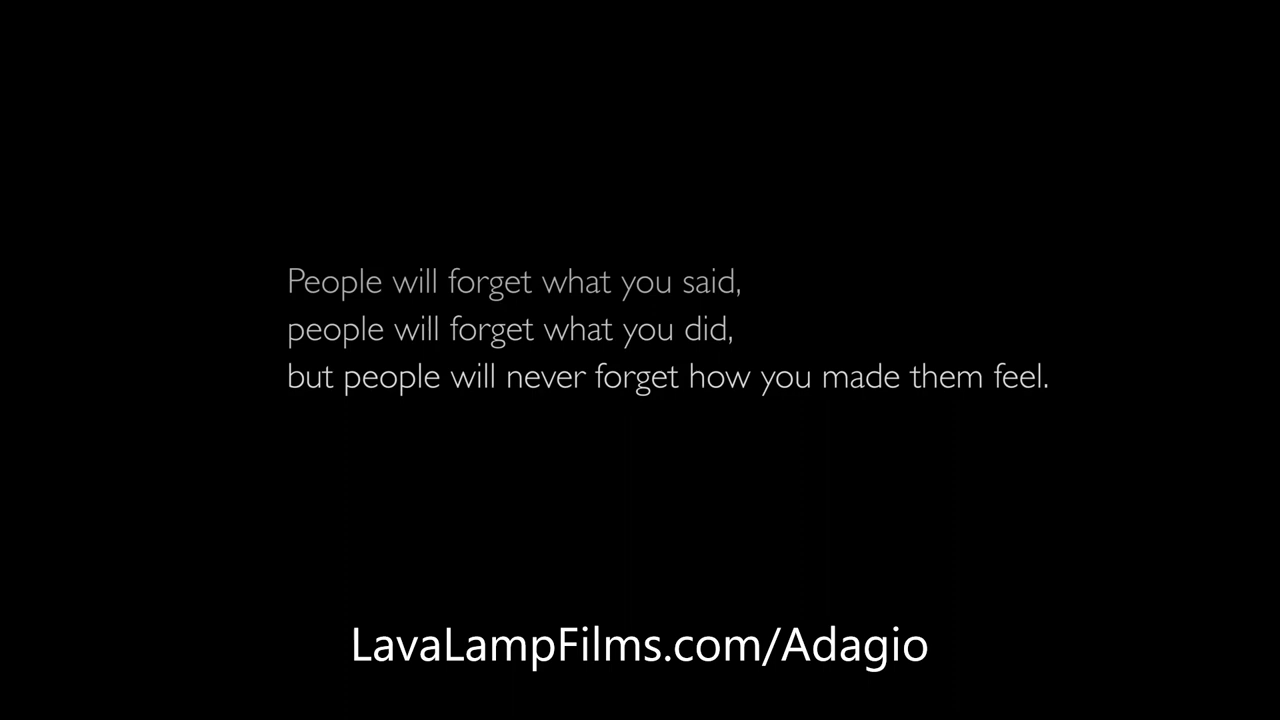 People will forget what you said,
people will forget what you did,
but people will never forget how you made them feel.
LavaLampFilms.com/Adagio